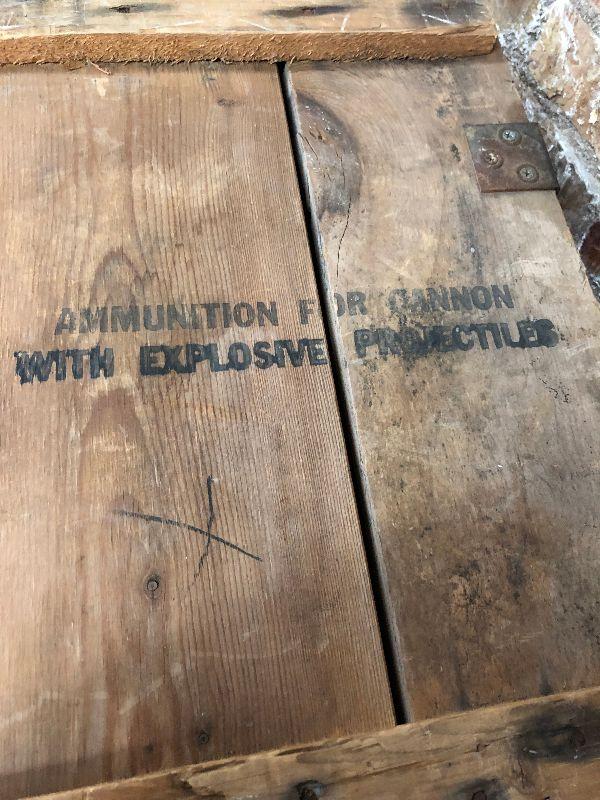 AMMUNITION FOR CANNON
WITH EXPLOSIVE PROJECTILES